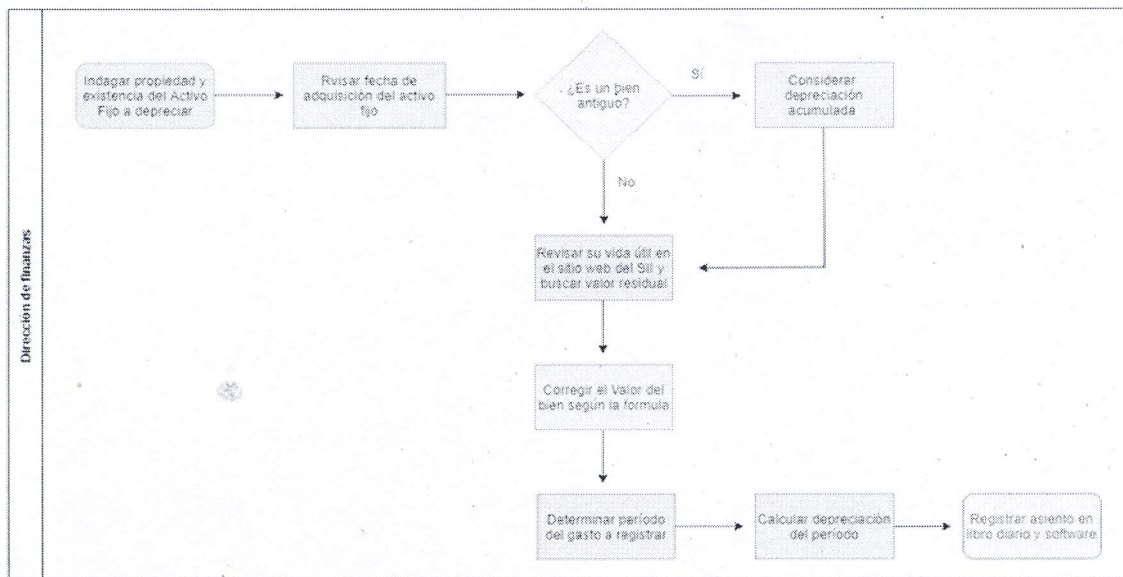 Dirección de finanzas
Indagar propiedad y
existencia del Activo
Fijo a depreciar
Rvisar fecha de
adquisición del activo
fijo
¿Es un bien
antiguo?
Sí
Considerar
depreciación
acumulada
No
Revisar su vida útil en
el sitio web del SII y
buscar valor residual
Corregir el Valor del
bien según la formula
Determinar período
del gasto a registrar
Calcular depreciación
del período
Registrar asiento en
libro diario y software